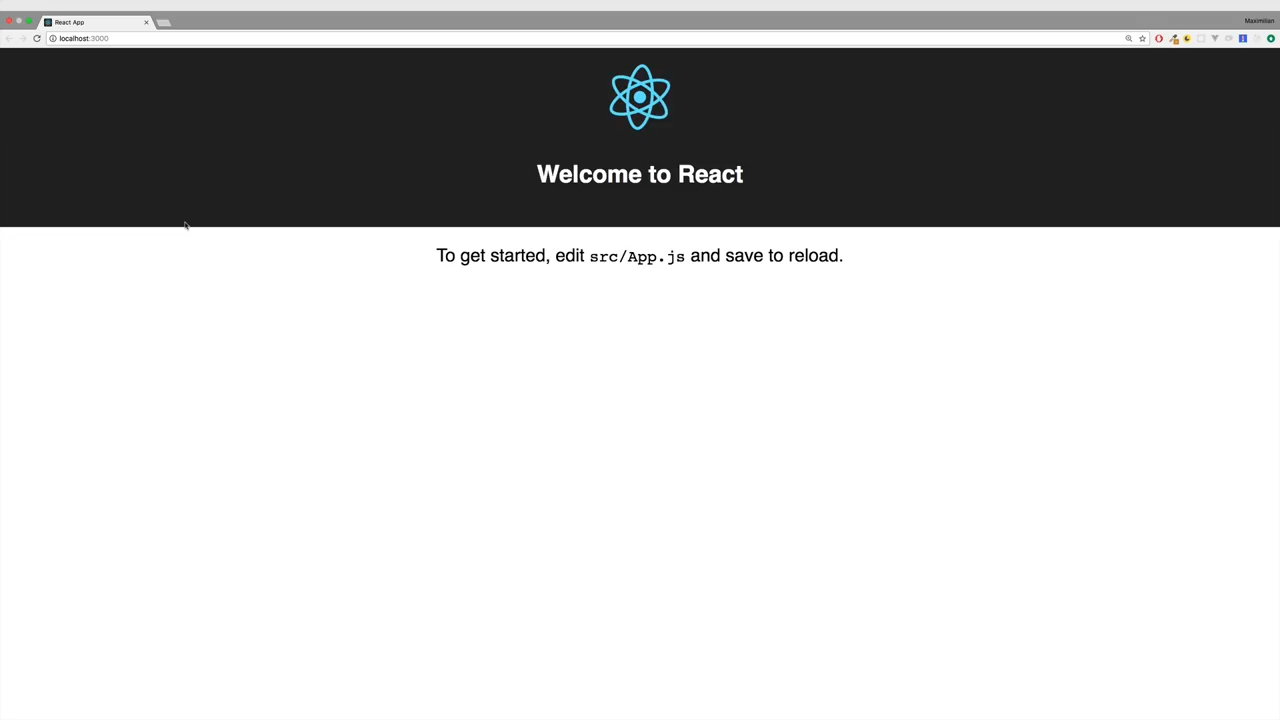 React App
Maximilian
localhost:3000
Welcome to React
To get started, edit src/App.js and save to reload.